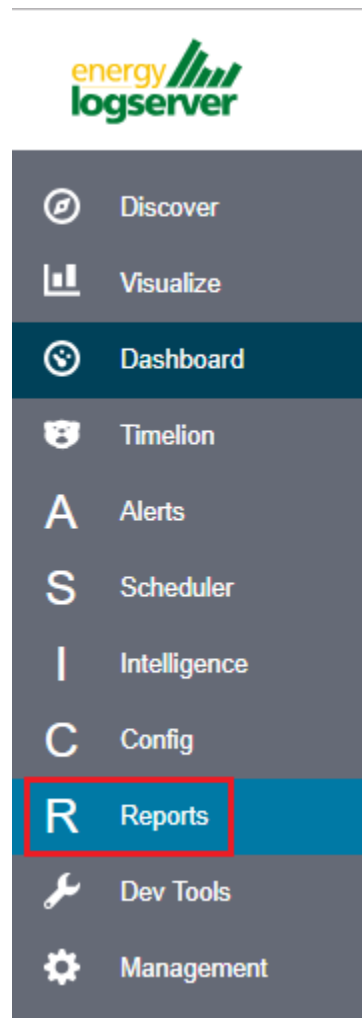 energy
logserver
Discover
Visualize
Dashboard
Timelion
A Alerts
S Scheduler
I Intelligence
C Config
R Reports
Dev Tools
Management